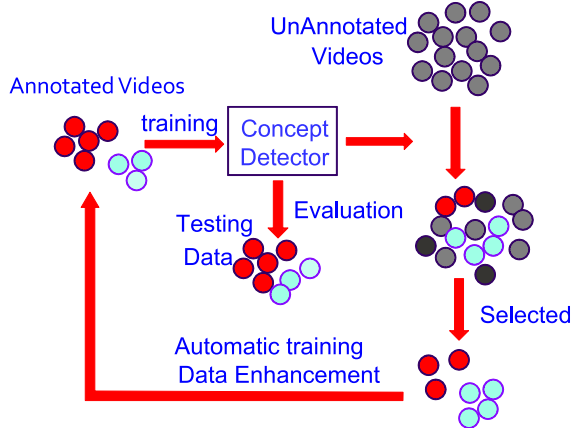 UnAnnotated
Videos
Annotated Videos
training
Concept
Detector
Testing
Data
Evaluation
Selected
Automatic training
Data Enhancement